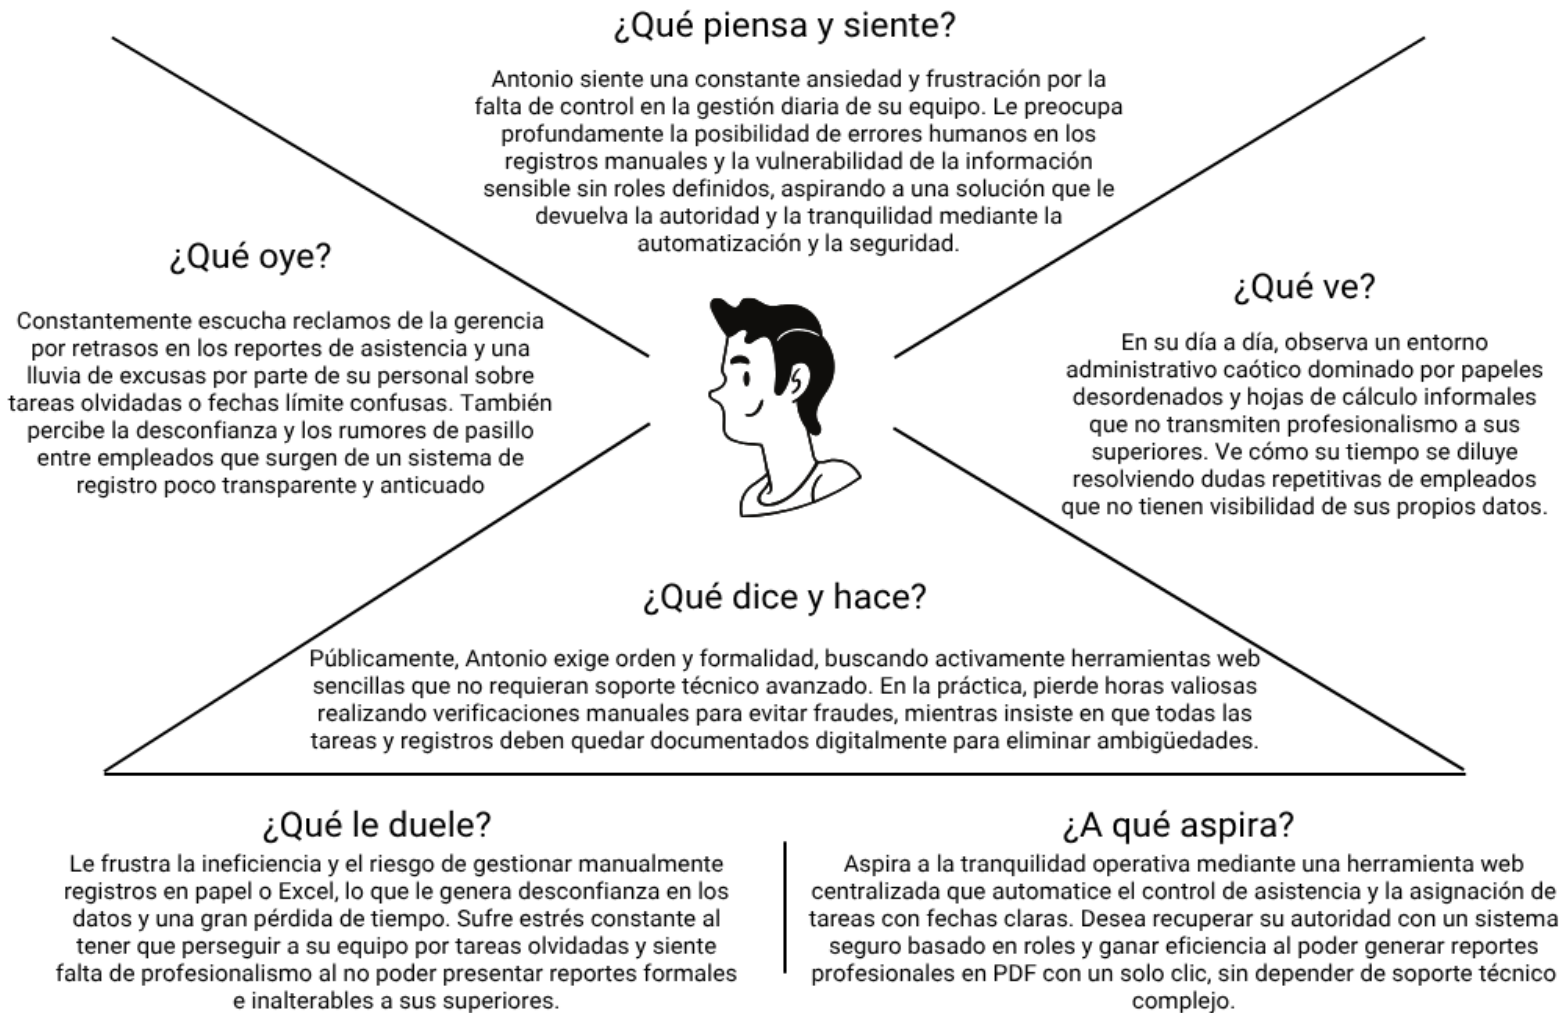 ¿Qué piensa y siente?
Antonio siente una constante ansiedad y frustración por la
falta de control en la gestión diaria de su equipo. Le preocupa
profundamente la posibilidad de errores humanos en los
registros manuales y la vulnerabilidad de la información
sensible sin roles definidos, aspirando a una solución que le
devuelva la autoridad y la tranquilidad mediante la
automatización y la seguridad.
¿Qué oye?
Constantemente escucha reclamos de la gerencia
por retrasos en los reportes de asistencia y una
lluvia de excusas por parte de su personal sobre
tareas olvidadas o fechas límite confusas. También
percibe la desconfianza y los rumores de pasillo
entre empleados que surgen de un sistema de
registro poco transparente y anticuado
¿Qué ve?
En su día a día, observa un entorno
administrativo caótico dominado por papeles
desordenados y hojas de cálculo informales
que no transmiten profesionalismo a sus
superiores. Ve cómo su tiempo se diluye
resolviendo dudas repetitivas de empleados
que no tienen visibilidad de sus propios datos.
¿Qué dice y hace?
Públicamente, Antonio exige orden y formalidad, buscando activamente herramientas web
sencillas que no requieran soporte técnico avanzado. En la práctica, pierde horas valiosas
realizando verificaciones manuales para evitar fraudes, mientras insiste en que todas las
tareas y registros deben quedar documentados digitalmente para eliminar ambigüedades.
¿Qué le duele?
Le frustra la ineficiencia y el riesgo de gestionar manualmente
registros en papel o Excel, lo que le genera desconfianza en los
datos y una gran pérdida de tiempo. Sufre estrés constante al
tener que perseguir a su equipo por tareas olvidadas y siente
falta de profesionalismo al no poder presentar reportes formales
e inalterables a sus superiores.
¿A qué aspira?
Aspira a la tranquilidad operativa mediante una herramienta web
centralizada que automatice el control de asistencia y la asignación de
tareas con fechas claras. Desea recuperar su autoridad con un sistema
seguro basado en roles y ganar eficiencia al poder generar reportes
profesionales en PDF con un solo clic, sin depender de soporte técnico
complejo.